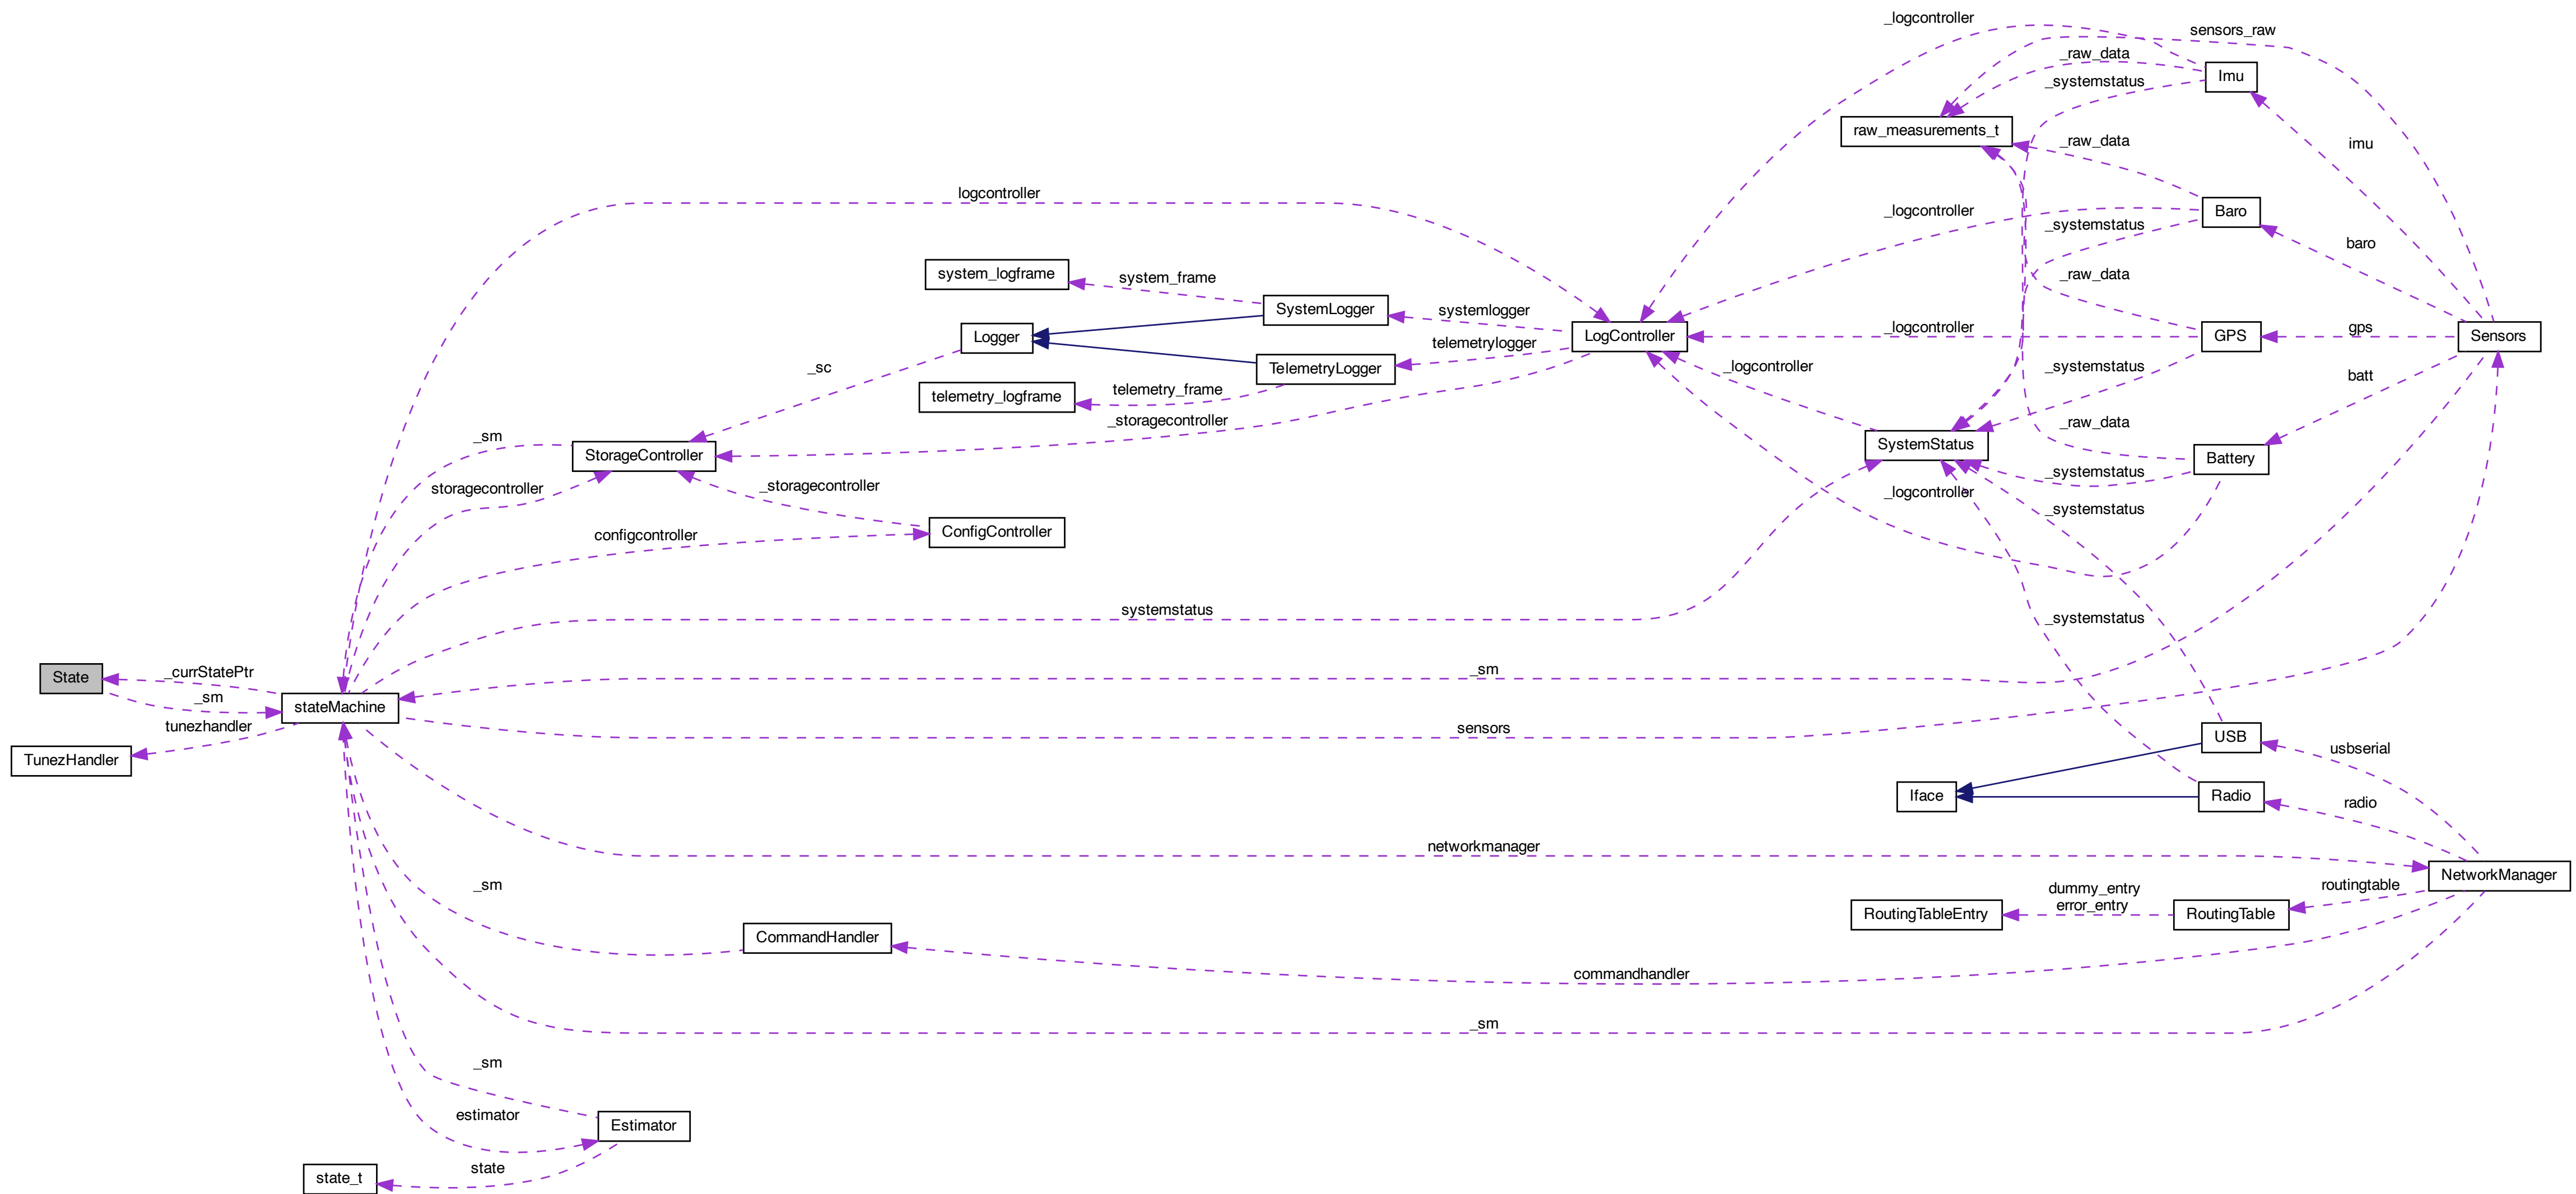 _logcontroller
sensors_raw
_raw_data
Imu
_systemstatus
raw_measurements_t
_raw_data
imu
logcontroller
_logcontroller
Baro
_systemstatus
baro
system_logframe
system_frame
_raw_data
SystemLogger
systemlogger
Logger
LogController
_logcontroller
GPS
gps
Sensors
telemetrylogger
_sc
TelemetryLogger
_logcontroller
_systemstatus
batt
telemetry_logframe
telemetry_frame
_storagecontroller
_raw_data
_sm
StorageController
SystemStatus
Battery
_systemstatus
storagecontroller
_storagecontroller
_logcontroller
_systemstatus
configcontroller
ConfigController
systemstatus
_systemstatus
State
_currStatePtr
_sm
_sm
stateMachine
tunezhandler
sensors
USB
usbserial
TunezHandler
Iface
Radio
radio
networkmanager
NetworkManager
_sm
dummy_entry
error_entry
routingtable
RoutingTableEntry
RoutingTable
CommandHandler
commandhandler
_sm
_sm
estimator
Estimator
state
state_t